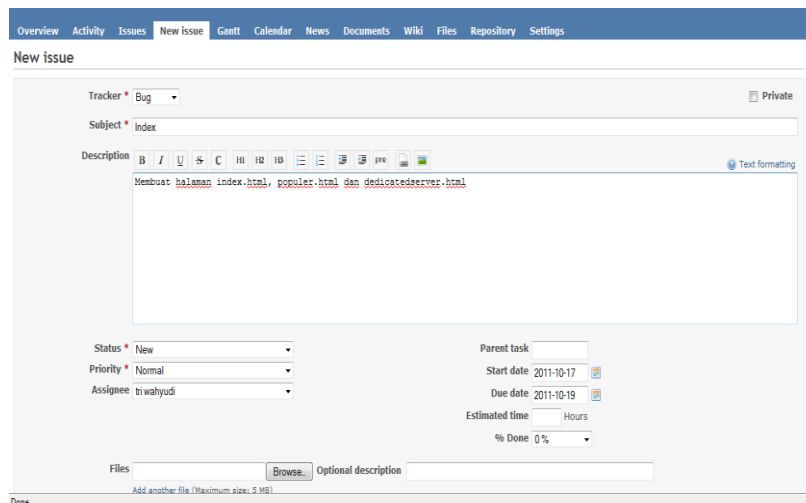 Overview Activity Issues New issue Gantt Calendar News Documents Wiki Files Repository Settings
New issue
Tracker * Bug Private
Subject * Index
Description B I U S C H1 H2 H3 pre Text formatting
Membuat halaman index.html, populer.html dan dedicatedserver.html
Status * New Parent task
Priority * Normal Start date 2011-10-17
Assignee tri wahyudi Due date 2011-10-19
Estimated time Hours
% Done 0 %
Files Browse.. Optional description
Add another file (Maximum size: 5 MB)
Done